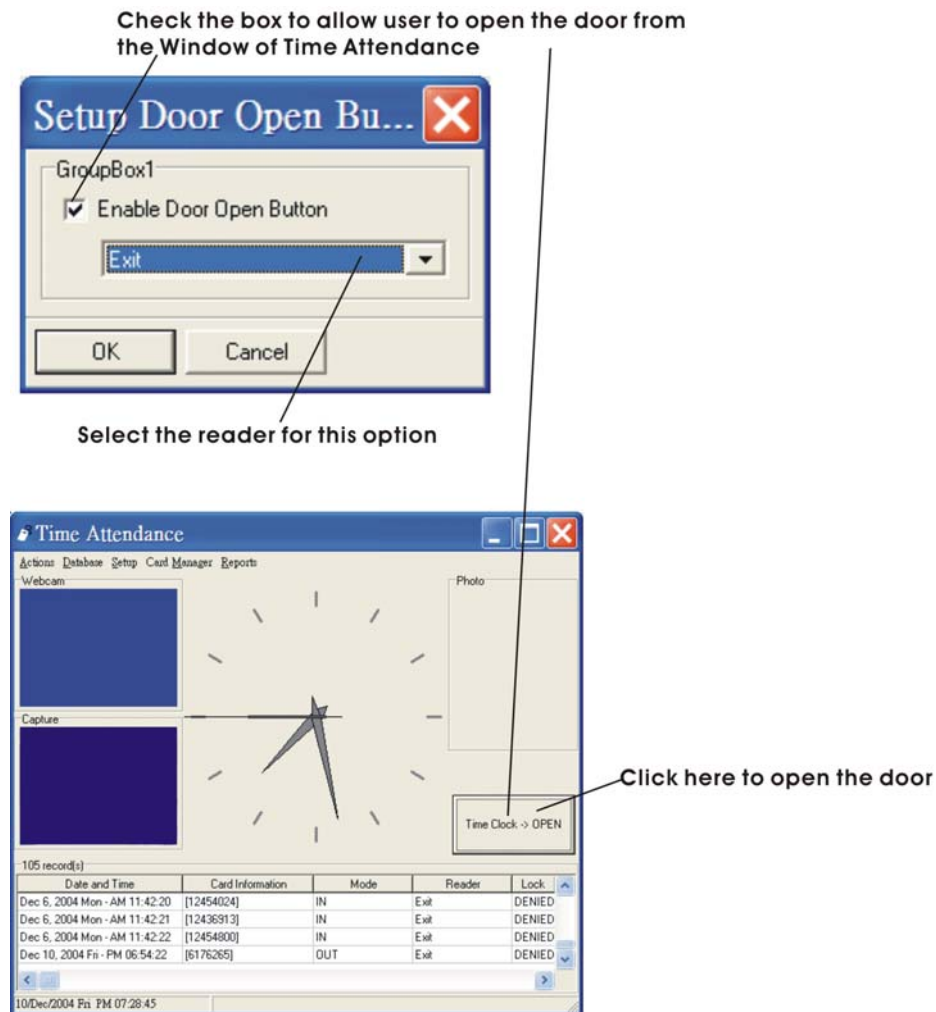 Check the box to allow user to open the door from
the Window of Time Attendance
Setup Door Open Bu...
GroupBox1
Enable Door Open Button
Exit
OK Cancel
Select the reader for this option
Time Attendance
Actions Database Setup Card Manager Reports
Webcam
Photo
Capture
Click here to open the door
Time Clock -> OPEN
105 record(s)
Date and Time Card Information Mode Reader Lock
Dec 6, 2004 Mon - AM 11:42:20 [12454024] IN Exit DENIED
Dec 6, 2004 Mon - AM 11:42:21 [12436913] IN Exit DENIED
Dec 6, 2004 Mon - AM 11:42:22 [12454800] IN Exit DENIED
Dec 10, 2004 Fri - PM 06:54:22 [6176265] OUT Exit DENIED
10/Dec/2004 Fri PM 07:28:45